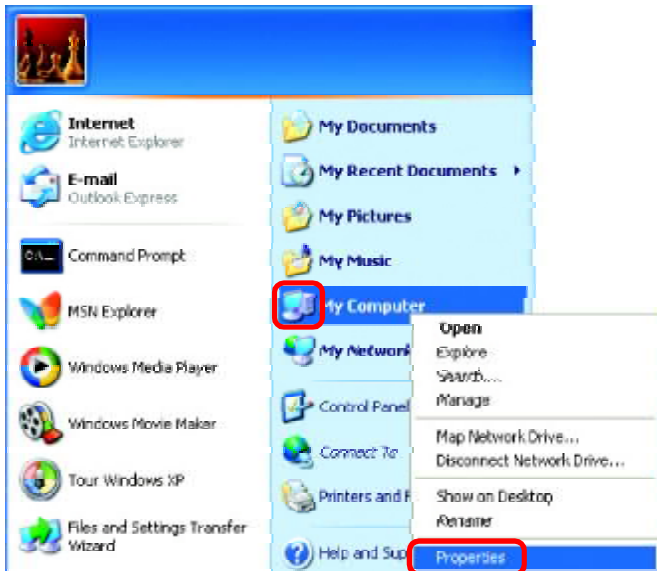 Internet
Internet Explorer
E-mail
Outlook Express
Command Prompt
MSN Explorer
Windows Media Player
Windows Movie Maker
Tour Windows XP
Files and Settings Transfer
Wizard
My Documents
My Recent Documents
My Pictures
My Music
My Computer
My Network
Control Panel
Connect To
Printers and F
Help and Sup
Open
Explore
Search...
Manage
Map Network Drive...
Disconnect Network Drive...
Show on Desktop
Rename
Properties